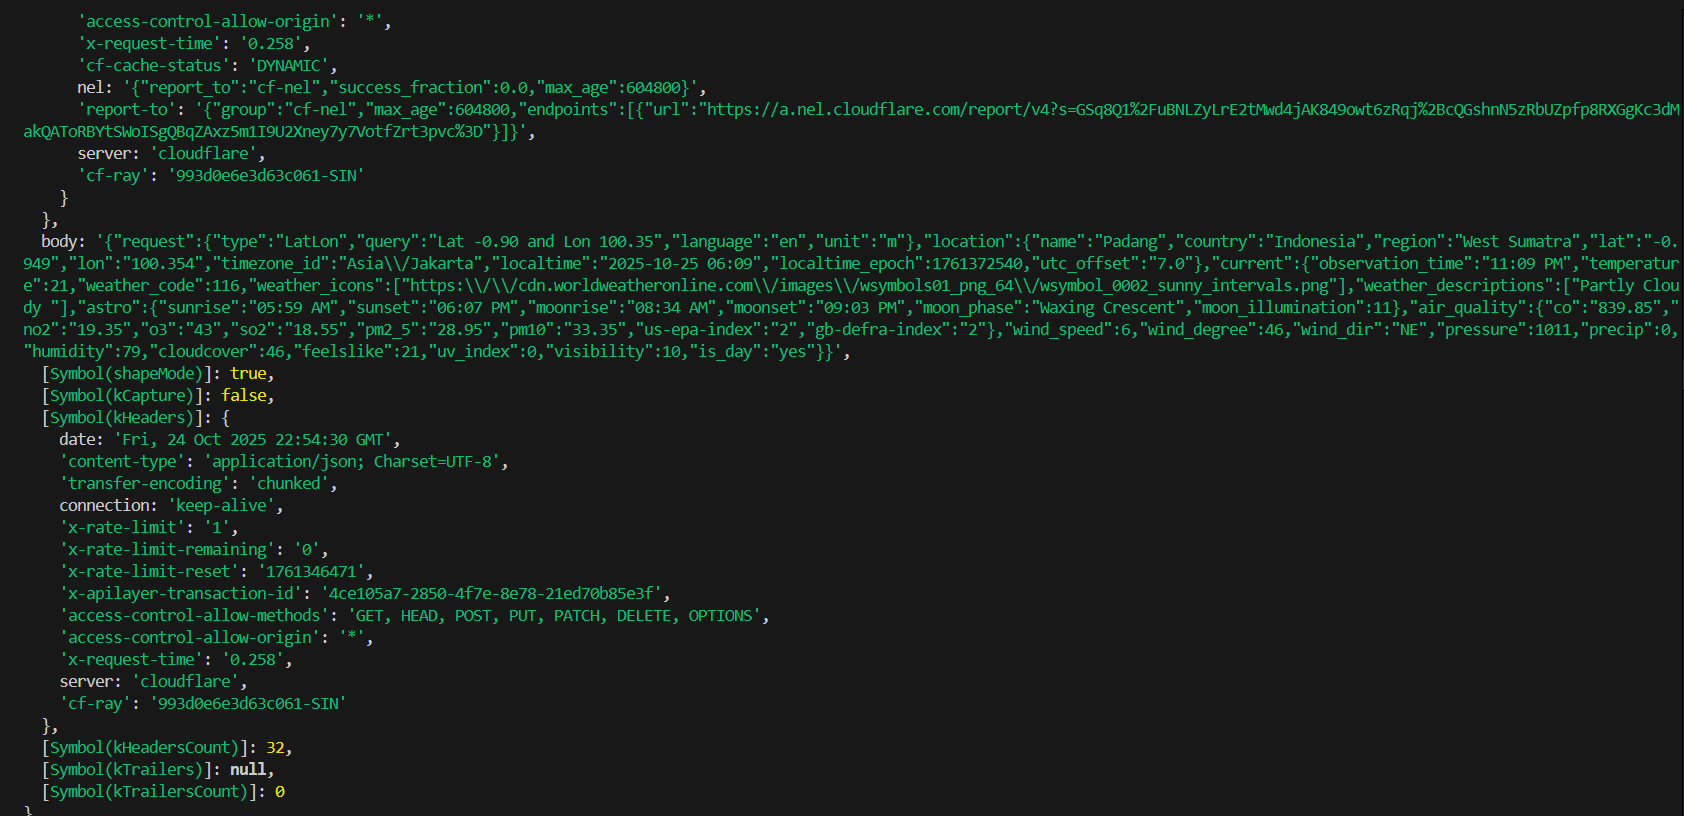 'access-control-allow-origin': '*',
'x-request-time': '0.258',
'cf-cache-status': 'DYNAMIC',
nel: '{"report_to":"cf-nel","success_fraction":0.0,"max_age":604800}',
'report-to': '{"group":"cf-nel","max_age":604800,"endpoints":[{"url":"https://a.nel.cloudflare.com/report/v4?s=GSq8Q1%2FuBNLZyLrE2tMwd4jAK849owt6zRqj%2BcQGshnN5zRbUZpfp8RXGgKc3dM
akQAToRBYtSWoISgQBqZAxz5m1I9U2Xney7y7VotfZrt3pvc%3D"}]}',
server: 'cloudflare',
'cf-ray': '993d0e6e3d63c061-SIN'
}
},
body: '{"request":{"type":"LatLon","query":"Lat -0.90 and Lon 100.35","language":"en","unit":"m"},"location":{"name":"Padang","country":"Indonesia","region":"West Sumatra","lat":"-0.
949","lon":"100.354","timezone_id":"Asia\\/Jakarta","localtime":"2025-10-25 06:09","localtime_epoch":1761372540,"utc_offset":"7.0"},"current":{"observation_time":"11:09 PM","temperatur
e":21,"weather_code":116,"weather_icons":["https:\\/\\/cdn.worldweatheronline.com\\/images\\/wsymbols01_png_64\\/wsymbol_0002_sunny_intervals.png"],"weather_descriptions":["Partly Clou
dy "],"astro":{"sunrise":"05:59 AM","sunset":"06:07 PM","moonrise":"08:34 AM","moonset":"09:03 PM","moon_phase":"Waxing Crescent","moon_illumination":11},"air_quality":{"co":"839.85","
no2":"19.35","o3":"43","so2":"18.55","pm2_5":"28.95","pm10":"33.35","us-epa-index":"2","gb-defra-index":"2"},"wind_speed":6,"wind_degree":46,"wind_dir":"NE","pressure":1011,"precip":0,
"humidity":79,"cloudcover":46,"feelslike":21,"uv_index":0,"visibility":10,"is_day":"yes"}}',
[Symbol(shapeMode)]: true,
[Symbol(kCapture)]: false,
[Symbol(kHeaders)]: {
date: 'Fri, 24 Oct 2025 22:54:30 GMT',
'content-type': 'application/json; Charset=UTF-8',
'transfer-encoding': 'chunked',
connection: 'keep-alive',
'x-rate-limit': '1',
'x-rate-limit-remaining': '0',
'x-rate-limit-reset': '1761346471',
'x-apilayer-transaction-id': '4ce105a7-2850-4f7e-8e78-21ed70b85e3f',
'access-control-allow-methods': 'GET, HEAD, POST, PUT, PATCH, DELETE, OPTIONS',
'access-control-allow-origin': '*',
'x-request-time': '0.258',
server: 'cloudflare',
'cf-ray': '993d0e6e3d63c061-SIN'
},
[Symbol(kHeadersCount)]: 32,
[Symbol(kTrailers)]: null,
[Symbol(kTrailersCount)]: 0
}